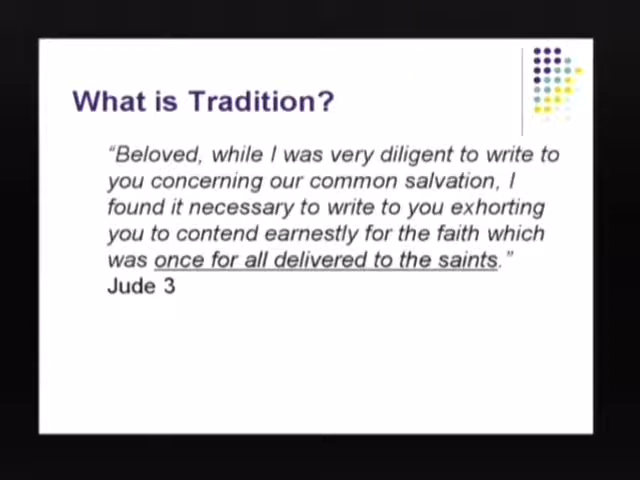 What is Tradition?
“Beloved, while I was very diligent to write to
you concerning our common salvation, I
found it necessary to write to you exhorting
you to contend earnestly for the faith which
was once for all delivered to the saints.”
Jude 3